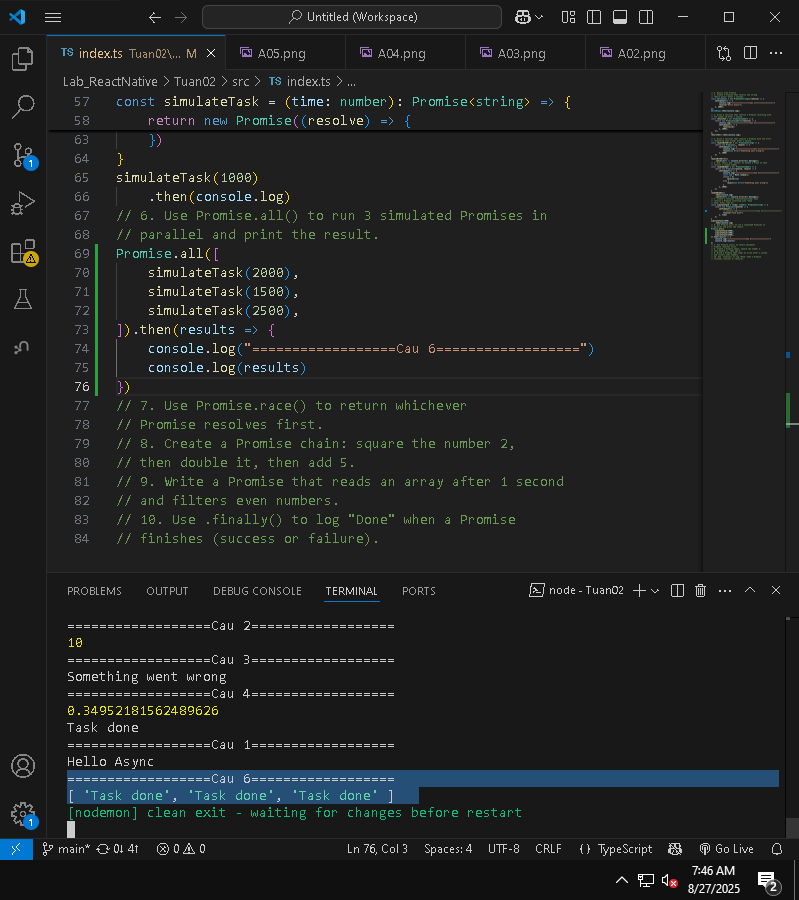 Untitled (Workspace)
TS index.ts Tuan02\... M
A05.png
A04.png
A03.png
A02.png
Lab_ReactNative > Tuan02 > src > TS index.ts > ...
57 const simulateTask = (time: number): Promise<string> => {
58 return new Promise((resolve) => {
63 })
64 }
65 simulateTask(1000)
66 .then(console.log)
67 // 6. Use Promise.all() to run 3 simulated Promises in
68 // parallel and print the result.
69 Promise.all([
70 simulateTask(2000),
71 simulateTask(1500),
72 simulateTask(2500),
73 ]).then(results => {
74 console.log("==================Cau 6==================")
75 console.log(results)
76 })
77 // 7. Use Promise.race() to return whichever
78 // Promise resolves first.
79 // 8. Create a Promise chain: square the number 2,
80 // then double it, then add 5.
81 // 9. Write a Promise that reads an array after 1 second
82 // and filters even numbers.
83 // 10. Use .finally() to log "Done" when a Promise
84 // finishes (success or failure).
PROBLEMS
OUTPUT
DEBUG CONSOLE
TERMINAL
PORTS
node - Tuan02
==================Cau 2==================
10
==================Cau 3==================
Something went wrong
==================Cau 4==================
0.34952181562489626
Task done
==================Cau 1==================
Hello Async
==================Cau 6==================
[ 'Task done', 'Task done', 'Task done' ]
[nodemon] clean exit - waiting for changes before restart
1
1
main* 0↓ 4↑ 0 0
Ln 76, Col 3
Spaces: 4
UTF-8
CRLF
{} TypeScript
Go Live
7:46 AM
8/27/2025
2